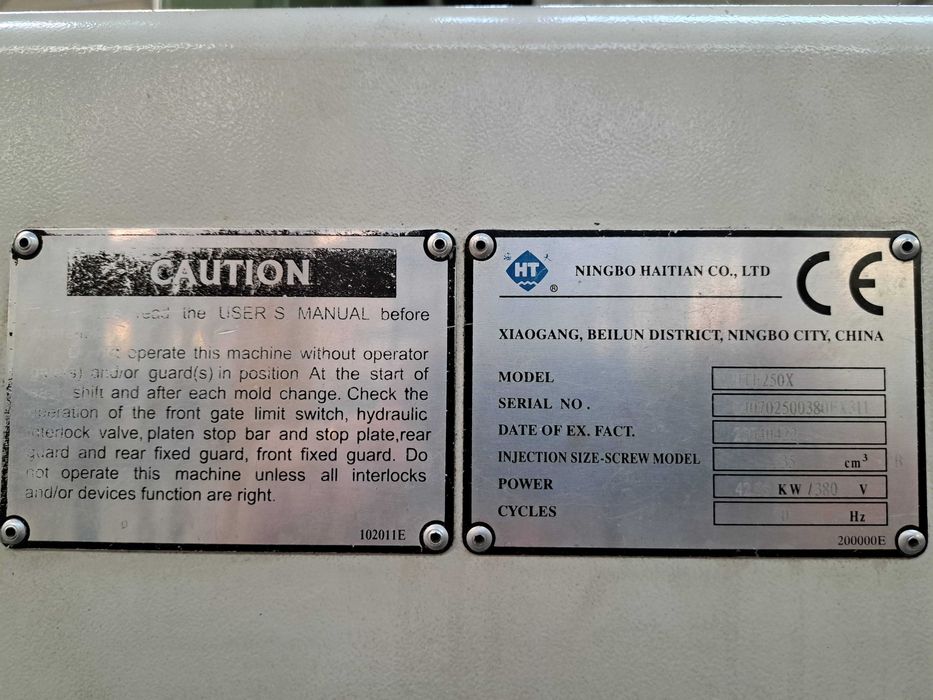 CAUTION
read the USER'S MANUAL before
operate this machine without operator
and/or guard(s) in position. At the start of
shift and after each mold change. Check the
operation of the front gate limit switch, hydraulic
interlock valve, platen stop bar and stop plate,rear
guard and rear fixed guard, front fixed guard. Do
not operate this machine unless all interlocks
and/or devices function are right.
102011E
HT
®
NINGBO HAITIAN CO., LTD
CE
XIAOGANG, BEILUN DISTRICT, NINGBO CITY, CHINA
MODEL
SERIAL NO.
DATE OF EX. FACT.
INJECTION SIZE-SCREW MODEL cm³
POWER KW /380 V
CYCLES Hz
200000E